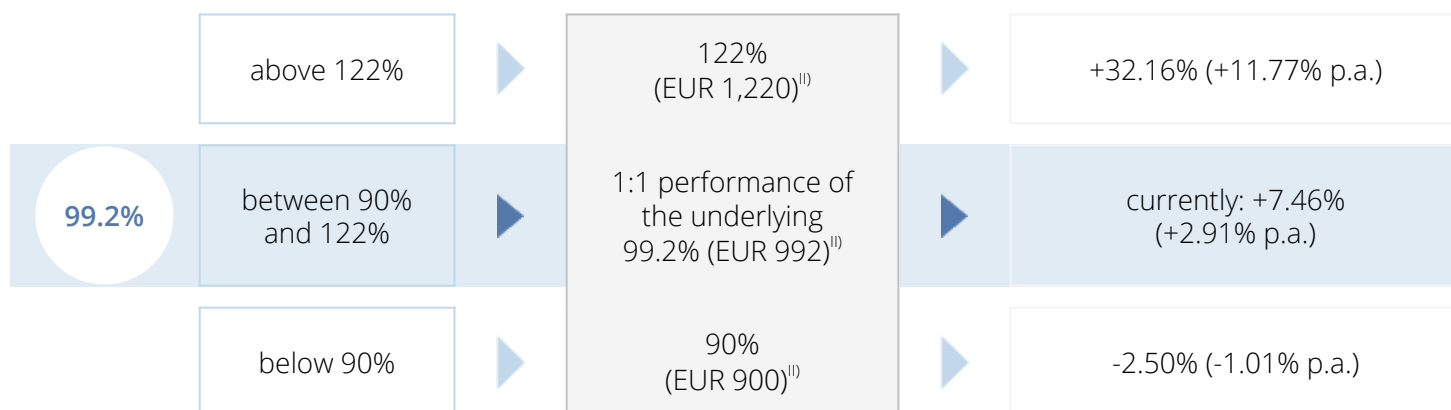 above 122%
122%
(EUR 1,220)II)
+32.16% (+11.77% p.a.)
99.2%
between 90%
and 122%
1:1 performance of
the underlying
99.2% (EUR 992)II)
currently: +7.46%
(+2.91% p.a.)
below 90%
90%
(EUR 900)II)
-2.50% (-1.01% p.a.)